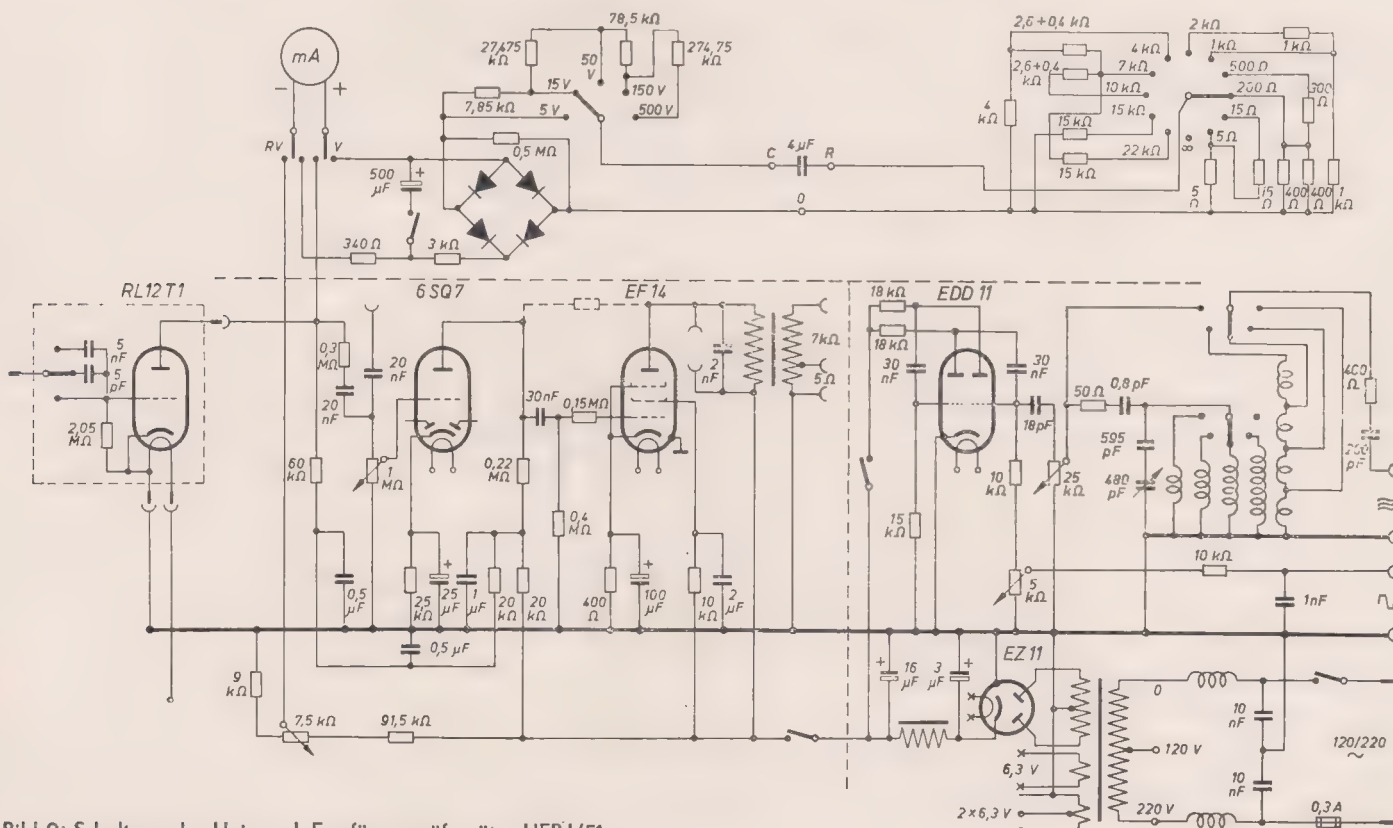 mA
−
+
RV
V
27,475 kΩ
78,5 kΩ
50 V
274,75 kΩ
15 V
150 V
7,85 kΩ
5 V
500 V
0,5 MΩ
500 µF
+
340 Ω
3 kΩ
C
4 µF
R
0
2,6 + 0,4 kΩ
2 kΩ
4 kΩ
1 kΩ
1 kΩ
2,6 + 0,4 kΩ
7 kΩ
500 Ω
10 kΩ
200 Ω
300 Ω
4 kΩ
15 kΩ
15 Ω
15 kΩ
5 Ω
22 kΩ
∞
15 kΩ
5 Ω
15 Ω
400 Ω
400 Ω
1 kΩ
RL12T1
6SQ7
EF14
EDD 11
5 nF
5 pF
2,05 MΩ
0,3 MΩ
20 nF
20 nF
60 kΩ
1 MΩ
30 nF
0,15 MΩ
0,22 MΩ
0,4 MΩ
2 nF
7 kΩ
5 Ω
18 kΩ
18 kΩ
30 nF
30 nF
18 pF
50 Ω
0,8 pF
400 Ω
200 pF
595 pF
480 pF
10 kΩ
25 kΩ
15 kΩ
10 kΩ
5 kΩ
1 nF
0,5 µF
2,5 kΩ
+
25 µF
1 µF
20 kΩ
20 kΩ
400 Ω
+
100 µF
10 kΩ
2 µF
0,5 µF
9 kΩ
7,5 kΩ
91,5 kΩ
+
16 µF
3 µF
+
EZ 11
0
10 nF
120 V
120/220
~
10 nF
6,3 V
2 × 6,3 V
220 V
0,3 A